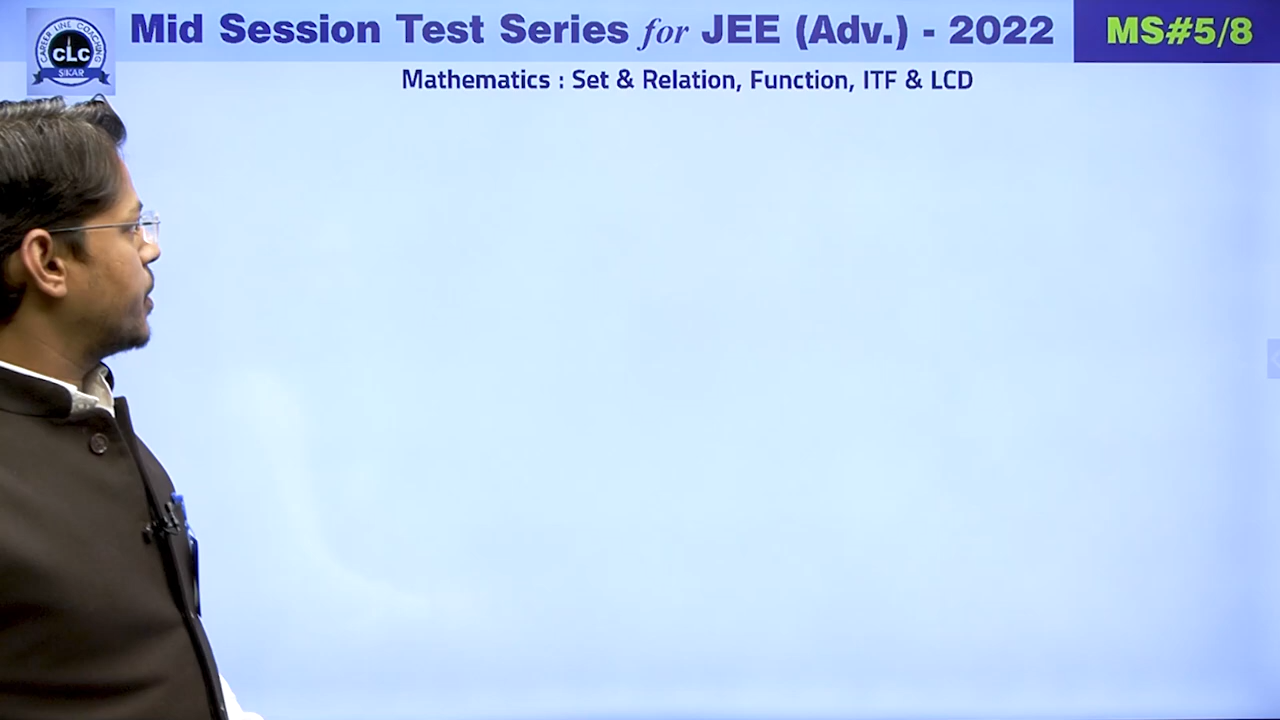 Mid Session Test Series for JEE (Adv.) - 2022
MS#5/8
CAREER LINE COACHING
CLC
SIKAR
Mathematics : Set & Relation, Function, ITF & LCD